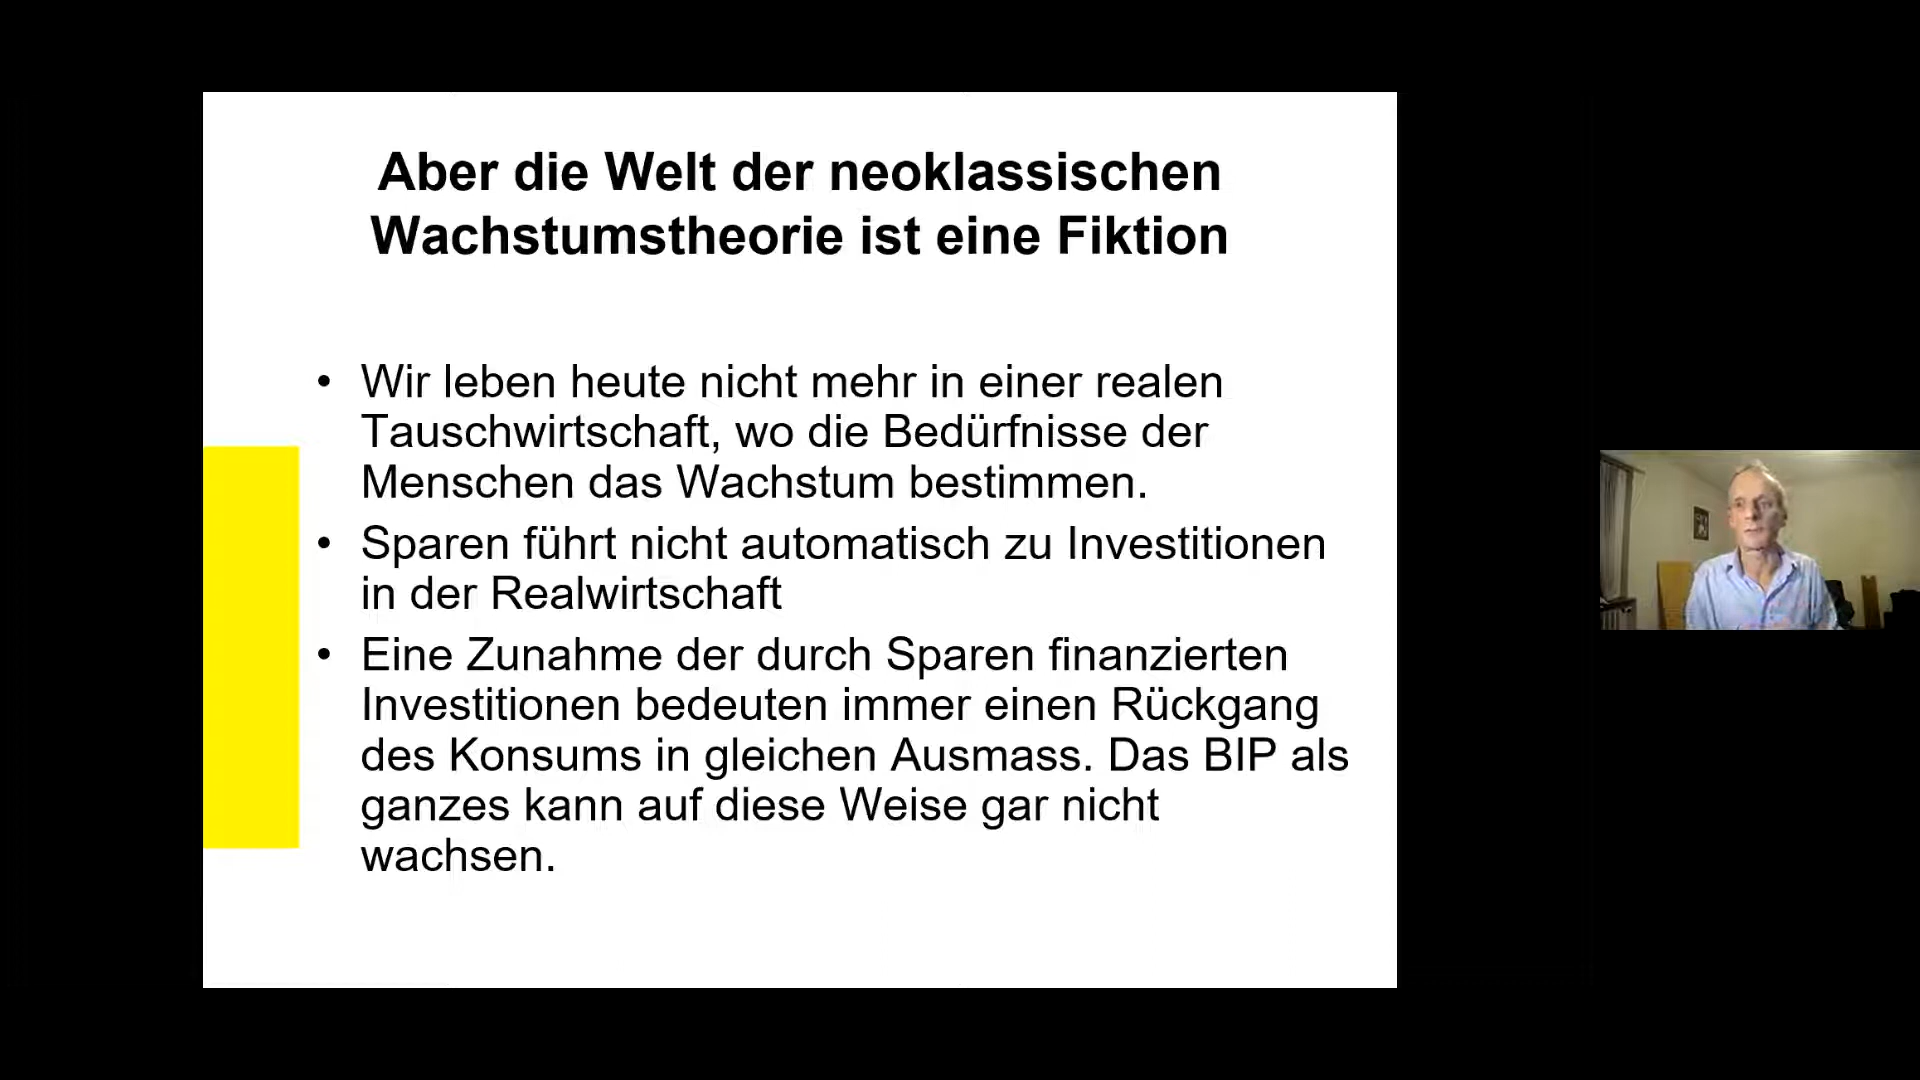 Aber die Welt der neoklassischen
Wachstumstheorie ist eine Fiktion
• Wir leben heute nicht mehr in einer realen
Tauschwirtschaft, wo die Bedürfnisse der
Menschen das Wachstum bestimmen.
• Sparen führt nicht automatisch zu Investitionen
in der Realwirtschaft
• Eine Zunahme der durch Sparen finanzierten
Investitionen bedeuten immer einen Rückgang
des Konsums in gleichen Ausmass. Das BIP als
ganzes kann auf diese Weise gar nicht
wachsen.